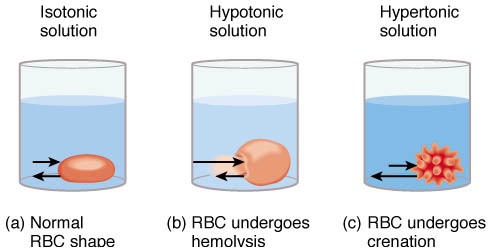 Isotonic
solution
Hypotonic
solution
Hypertonic
solution
(a) Normal
RBC shape
(b) RBC undergoes
hemolysis
(c) RBC undergoes
crenation